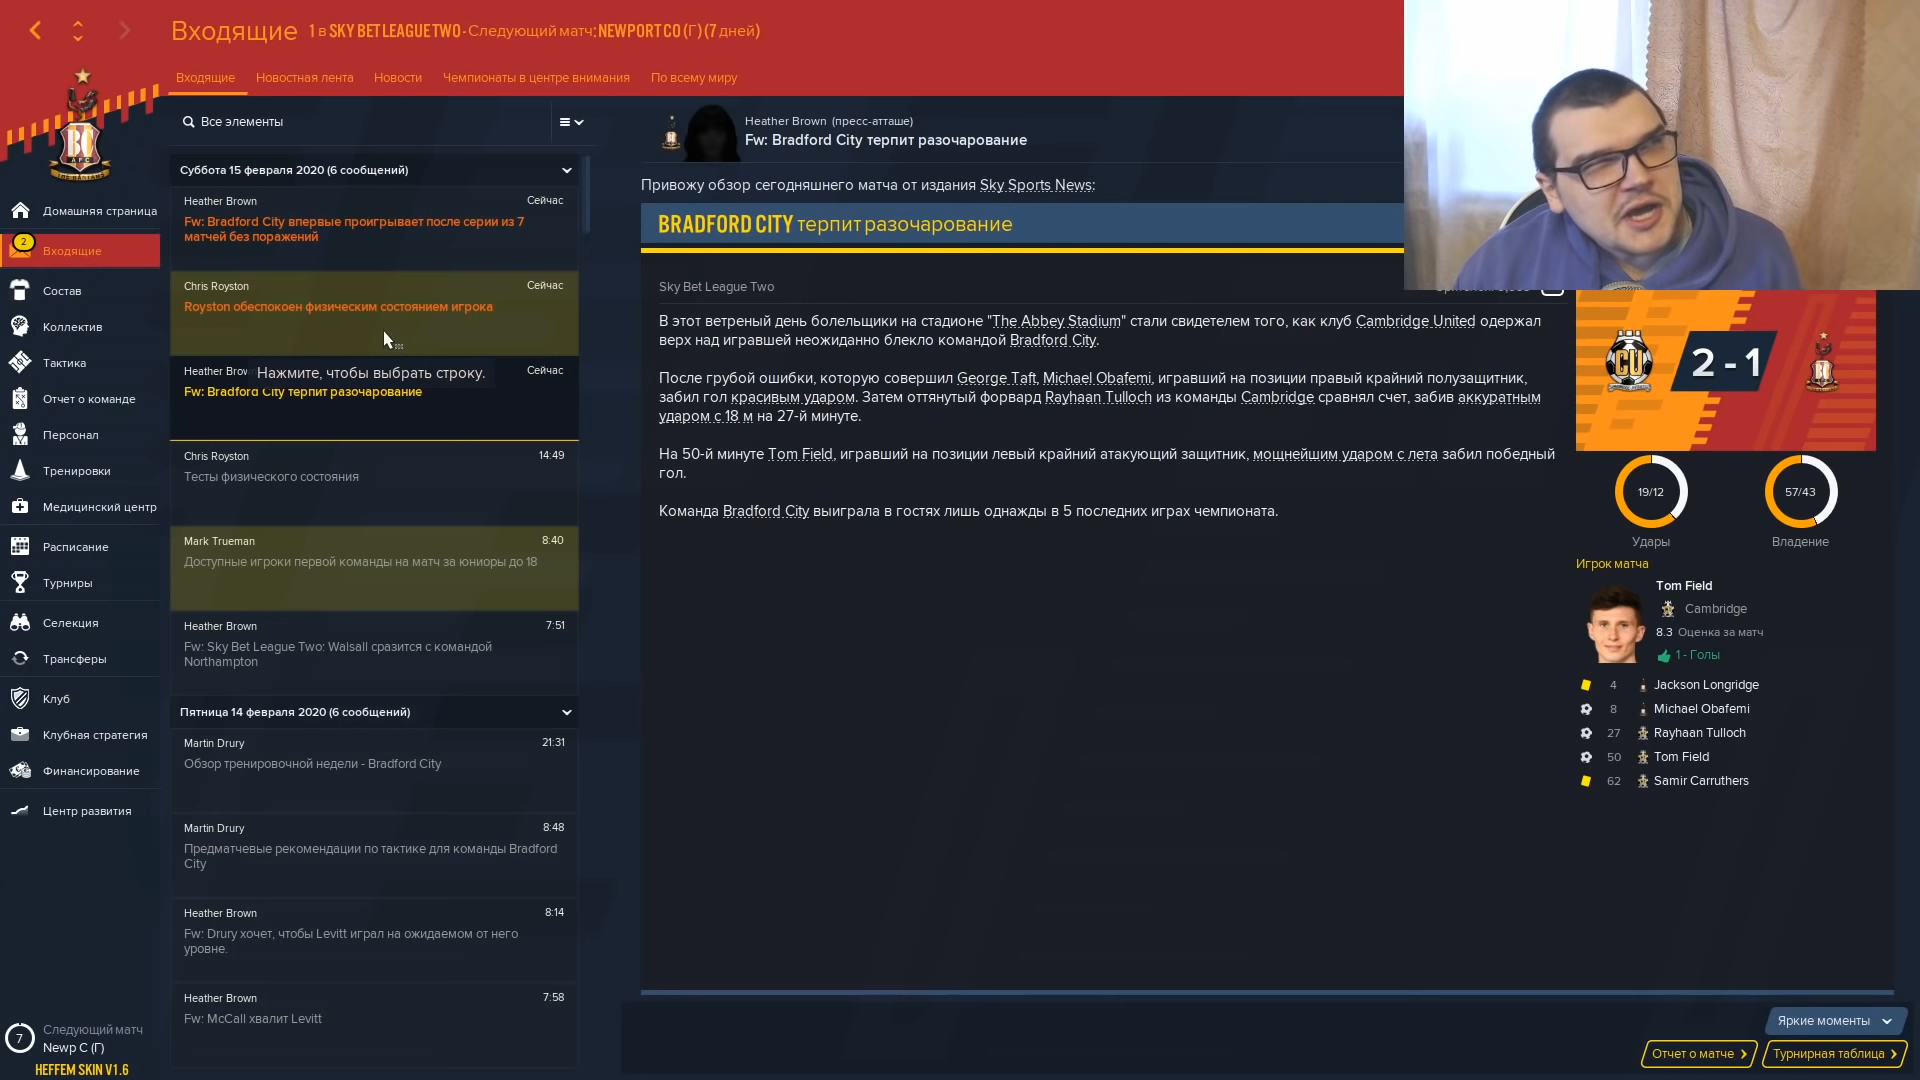 Входящие
1 в SKY BET LEAGUE TWO - Следующий матч: NEWPORT CO (Г) (7 дней)
Входящие Новостная лента Новости Чемпионаты в центре внимания По всему миру
Домашняя страница
2
Входящие
Состав
Коллектив
Тактика
Отчет о команде
Персонал
Тренировки
Медицинский центр
Расписание
Турниры
Селекция
Трансферы
Клуб
Клубная стратегия
Финансирование
Центр развития
7
Следующий матч
Newp C (Г)
HEFFEM SKIN V1.6
Все элементы
Суббота 15 февраля 2020 (6 сообщений)
Heather Brown Сейчас
Fw: Bradford City впервые проигрывает после серии из 7
матчей без поражений
Chris Royston Сейчас
Royston обеспокоен физическим состоянием игрока
Heather Сейчас
Нажмите, чтобы выбрать строку.
Fw: Bradford City терпит разочарование
Chris Royston 14:49
Тесты физического состояния
Mark Trueman 8:40
Доступные игроки первой команды на матч за юниоры до 18
Heather Brown 7:51
Fw: Sky Bet League Two: Walsall сразится с командой
Northampton
Пятница 14 февраля 2020 (6 сообщений)
Martin Drury 21:31
Обзор тренировочной недели - Bradford City
Martin Drury 8:48
Предматчевые рекомендации по тактике для команды Bradford
City
Heather Brown 8:14
Fw: Drury хочет, чтобы Levitt играл на ожидаемом от него
уровне.
Heather Brown 7:58
Fw: McCall хвалит Levitt
Heather Brown (пресс-атташе)
Fw: Bradford City терпит разочарование
Привожу обзор сегодняшнего матча от издания Sky Sports News:
BRADFORD CITY терпит разочарование
Sky Bet League Two
В этот ветреный день болельщики на стадионе "The Abbey Stadium" стали свидетелем того, как клуб Cambridge United одержал
верх над игравшей неожиданно блекло командой Bradford City.
После грубой ошибки, которую совершил George Taft, Michael Obafemi, игравший на позиции правый крайний полузащитник,
забил гол красивым ударом. Затем оттянутый форвард Rayhaan Tulloch из команды Cambridge сравнял счет, забив аккуратным
ударом с 18 м на 27-й минуте.
На 50-й минуте Tom Field, игравший на позиции левый крайний атакующий защитник, мощнейшим ударом с лета забил победный
гол.
Команда Bradford City выиграла в гостях лишь однажды в 5 последних играх чемпионата.
CU 2 - 1
19/12 57/43
Удары Владение
Игрок матча
Tom Field
Cambridge
8.3 Оценка за матч
1 - Голы
4 Jackson Longridge
8 Michael Obafemi
27 Rayhaan Tulloch
50 Tom Field
62 Samir Carruthers
Яркие моменты
Отчет о матче Турнирная таблица